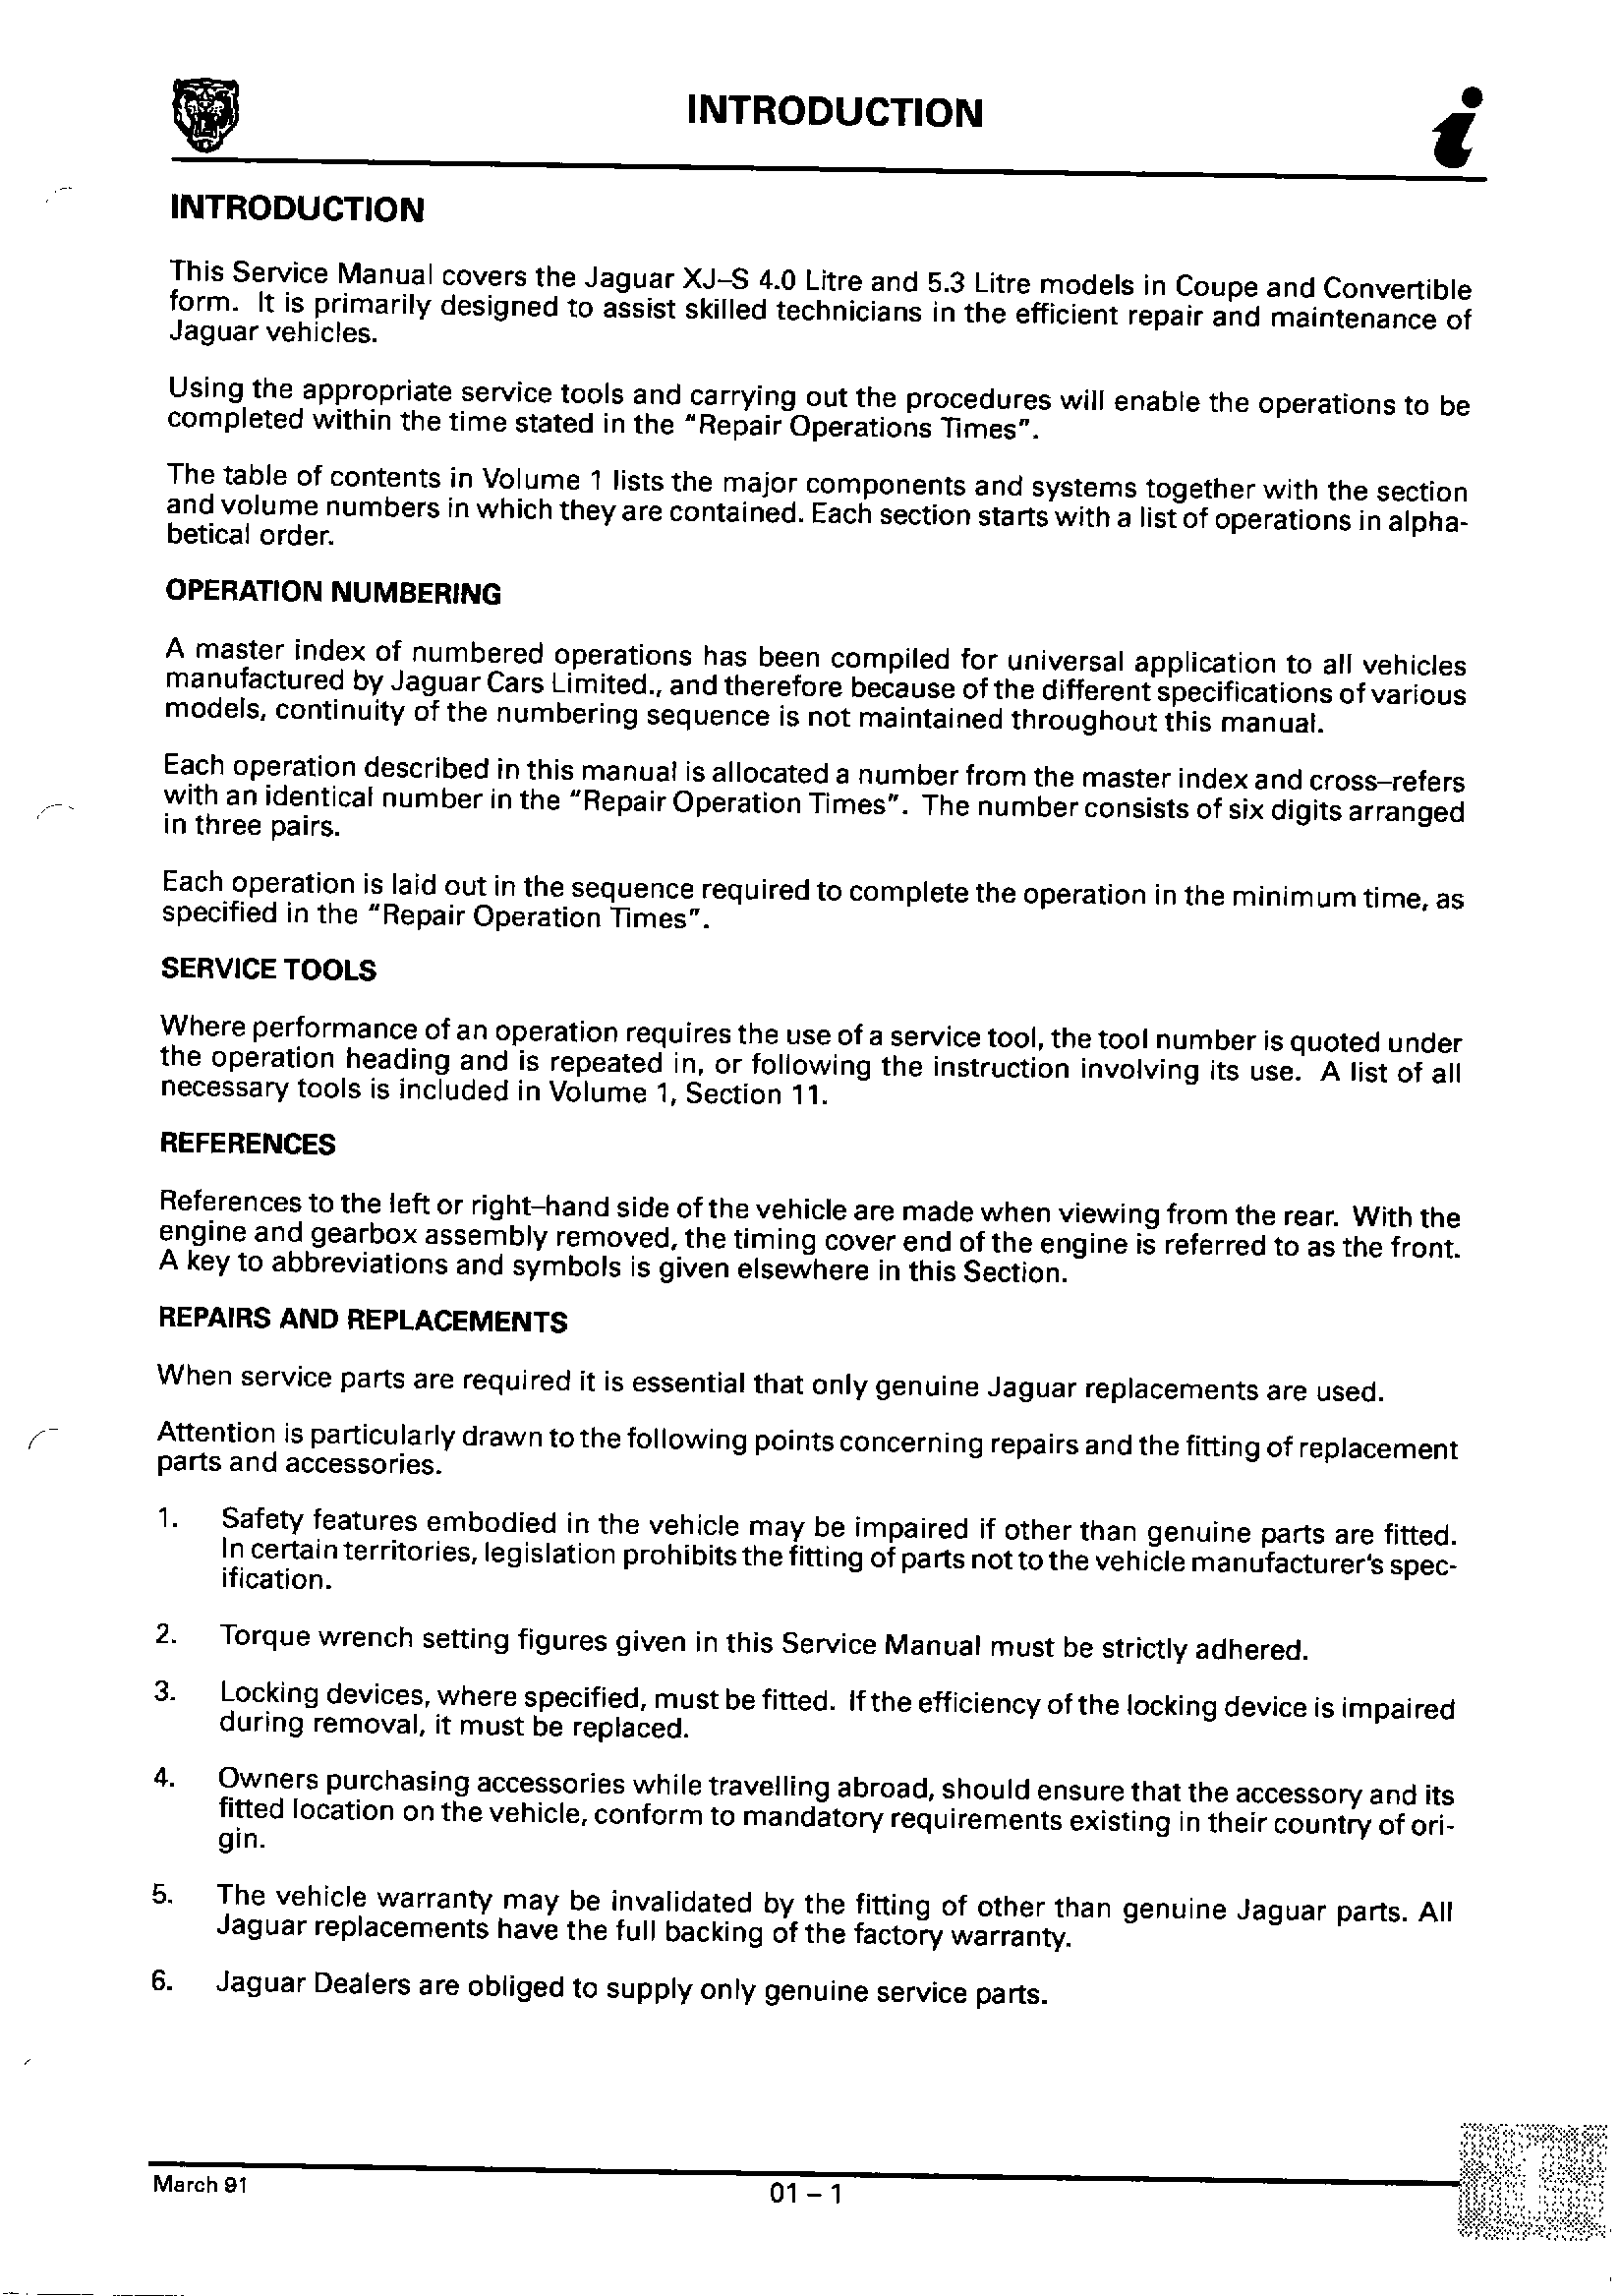 INTRODUCTION
INTRODUCTION
This Service Manual covers the Jaguar XJ–S 4.0 Litre and 5.3 Litre models in Coupe and Convertible
form. It is primarily designed to assist skilled technicians in the efficient repair and maintenance of
Jaguar vehicles.
Using the appropriate service tools and carrying out the procedures will enable the operations to be
completed within the time stated in the "Repair Operations Times".
The table of contents in Volume 1 lists the major components and systems together with the section
and volume numbers in which they are contained. Each section starts with a list of operations in alpha-
betical order.
OPERATION NUMBERING
A master index of numbered operations has been compiled for universal application to all vehicles
manufactured by Jaguar Cars Limited., and therefore because of the different specifications of various
models, continuity of the numbering sequence is not maintained throughout this manual.
Each operation described in this manual is allocated a number from the master index and cross–refers
with an identical number in the "Repair Operation Times". The number consists of six digits arranged
in three pairs.
Each operation is laid out in the sequence required to complete the operation in the minimum time, as
specified in the "Repair Operation Times".
SERVICE TOOLS
Where performance of an operation requires the use of a service tool, the tool number is quoted under
the operation heading and is repeated in, or following the instruction involving its use. A list of all
necessary tools is included in Volume 1, Section 11.
REFERENCES
References to the left or right–hand side of the vehicle are made when viewing from the rear. With the
engine and gearbox assembly removed, the timing cover end of the engine is referred to as the front.
A key to abbreviations and symbols is given elsewhere in this Section.
REPAIRS AND REPLACEMENTS
When service parts are required it is essential that only genuine Jaguar replacements are used.
Attention is particularly drawn to the following points concerning repairs and the fitting of replacement
parts and accessories.
1. Safety features embodied in the vehicle may be impaired if other than genuine parts are fitted.
In certain territories, legislation prohibits the fitting of parts not to the vehicle manufacturer's spec-
ification.
2. Torque wrench setting figures given in this Service Manual must be strictly adhered.
3. Locking devices, where specified, must be fitted. If the efficiency of the locking device is impaired
during removal, it must be replaced.
4. Owners purchasing accessories while travelling abroad, should ensure that the accessory and its
fitted location on the vehicle, conform to mandatory requirements existing in their country of ori-
gin.
5. The vehicle warranty may be invalidated by the fitting of other than genuine Jaguar parts. All
Jaguar replacements have the full backing of the factory warranty.
6. Jaguar Dealers are obliged to supply only genuine service parts.
March 91
01 – 1